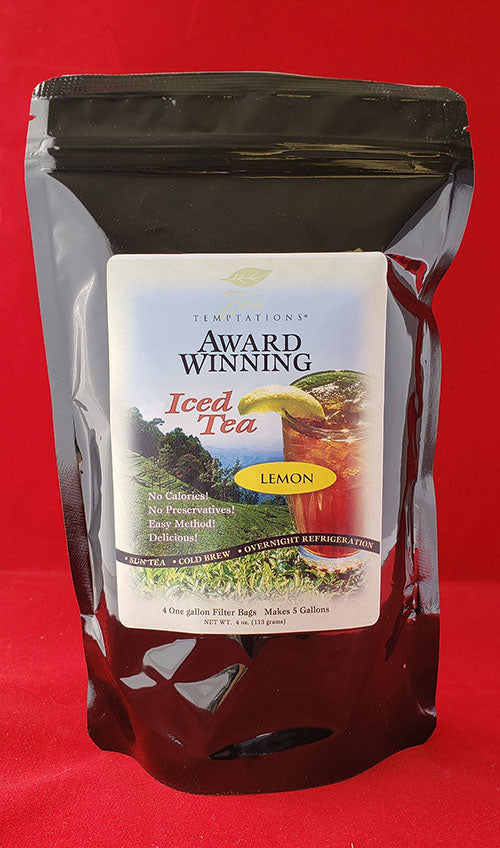 Tea
TEMPTATIONS®
AWARD
WINNING
Iced
Tea
LEMON
No Calories!
No Preservatives!
Easy Method!
Delicious!
• SUN TEA • COLD BREW • OVERNIGHT REFRIGERATION
4 One gallon Filter Bags Makes 5 Gallons
NET WT. 4 oz. (113 grams)